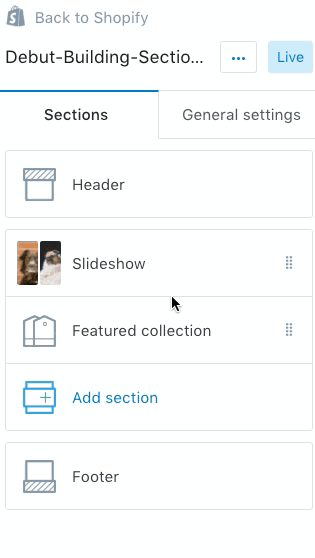 Back to Shopify
Debut-Building-Sectio...
Live
Sections
General settings
Header
Slideshow
Featured collection
Add section
Footer